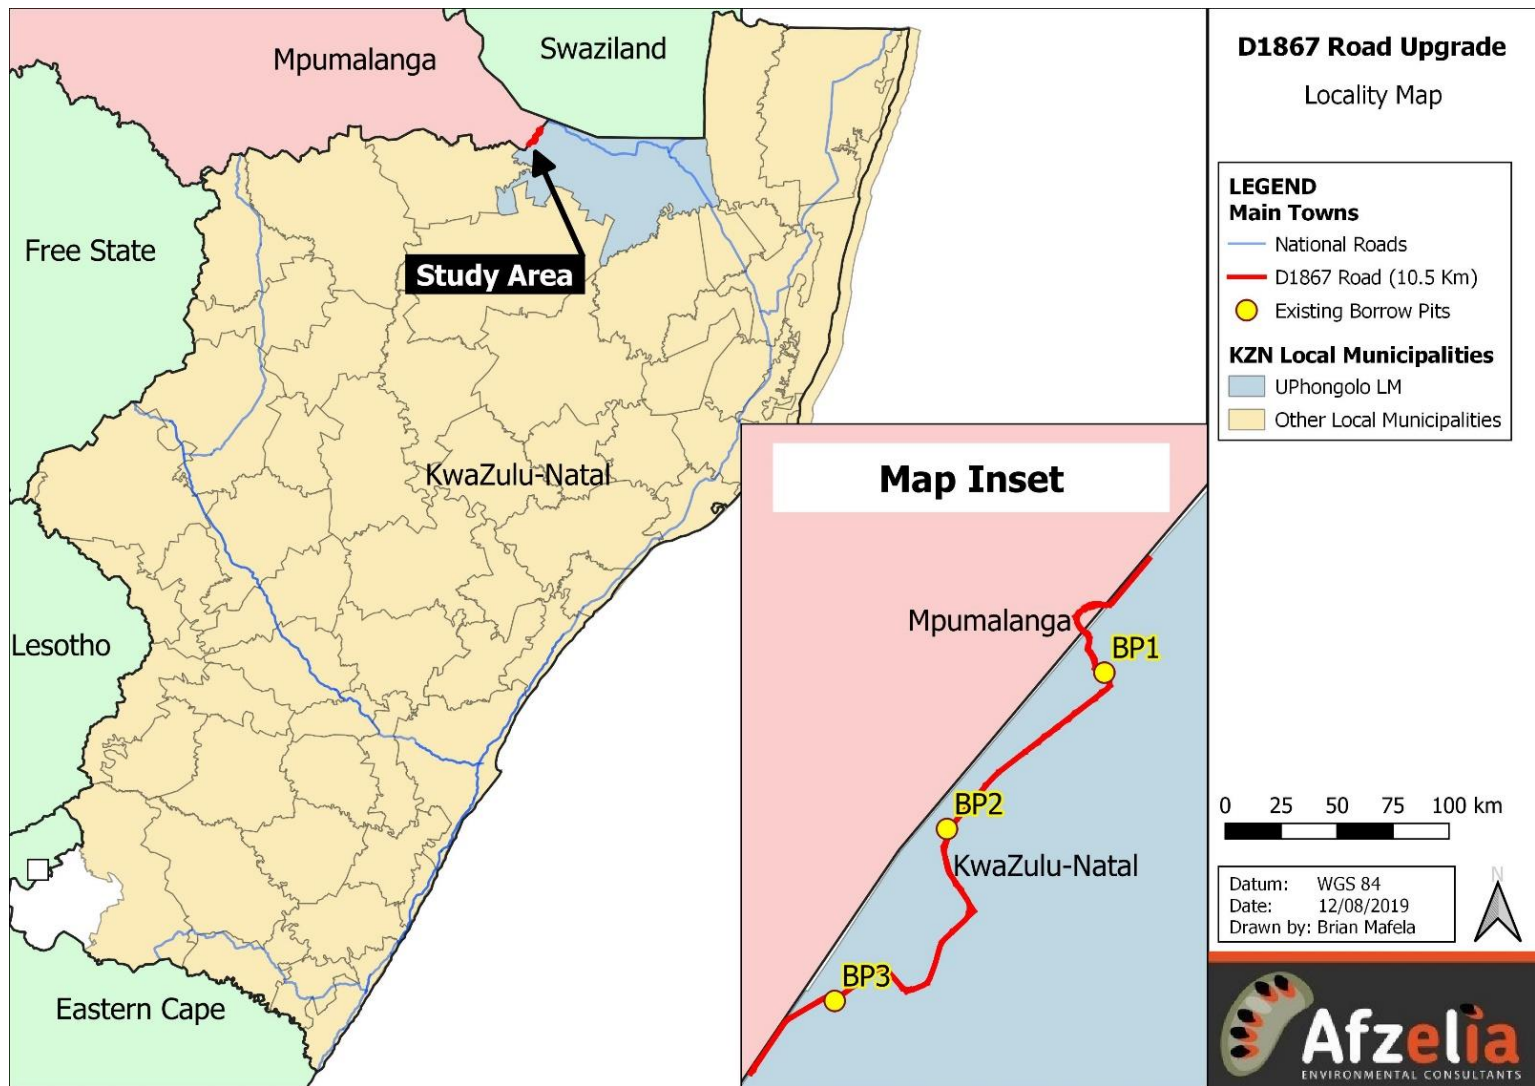 Mpumalanga
Swaziland
Free State
Study Area
KwaZulu-Natal
Lesotho
Eastern Cape
Map Inset
Mpumalanga
BP1
BP2
KwaZulu-Natal
BP3
D1867 Road Upgrade
Locality Map
LEGEND
Main Towns
National Roads
D1867 Road (10.5 Km)
Existing Borrow Pits
KZN Local Municipalities
UPhongolo LM
Other Local Municipalities
0 25 50 75 100 km
Datum: WGS 84
Date: 12/08/2019
Drawn by: Brian Mafela
N
Afzelia
ENVIRONMENTAL CONSULTANTS